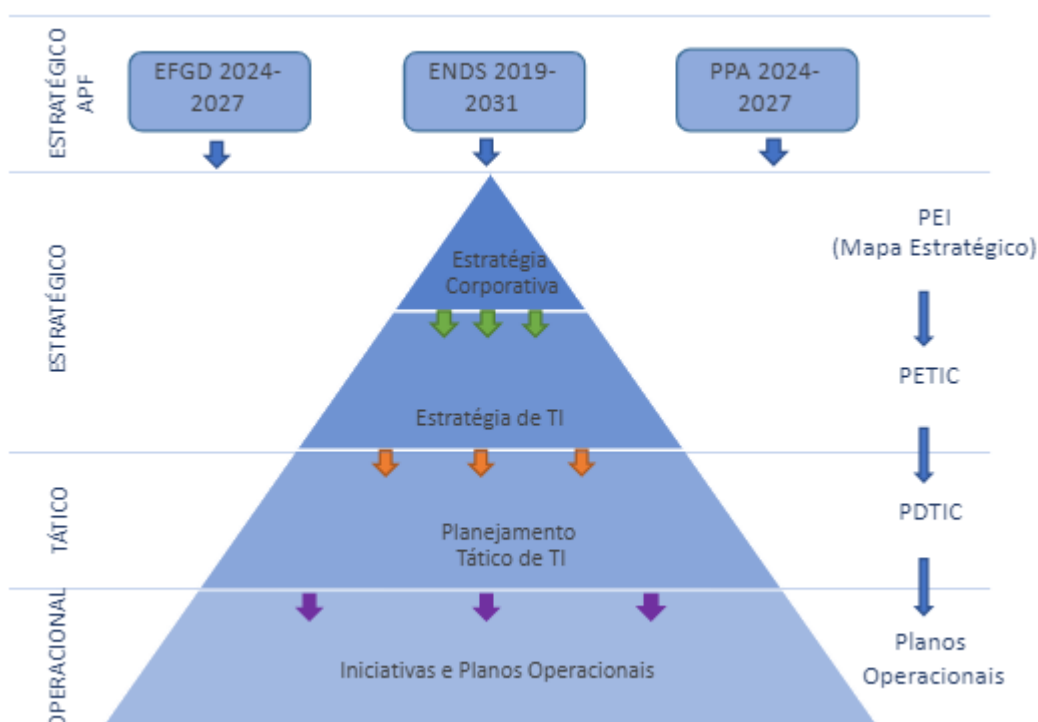 ESTRATÉGICO
APF
EFGD 2024-
2027
ENDS 2019-
2031
PPA 2024-
2027
ESTRATÉGICO
Estratégia
Corporativa
PEI
(Mapa Estratégico)
Estratégia de TI
PETIC
TÁTICO
Planejamento
Tático de TI
PDTIC
OPERACIONAL
Iniciativas e Planos Operacionais
Planos
Operacionais